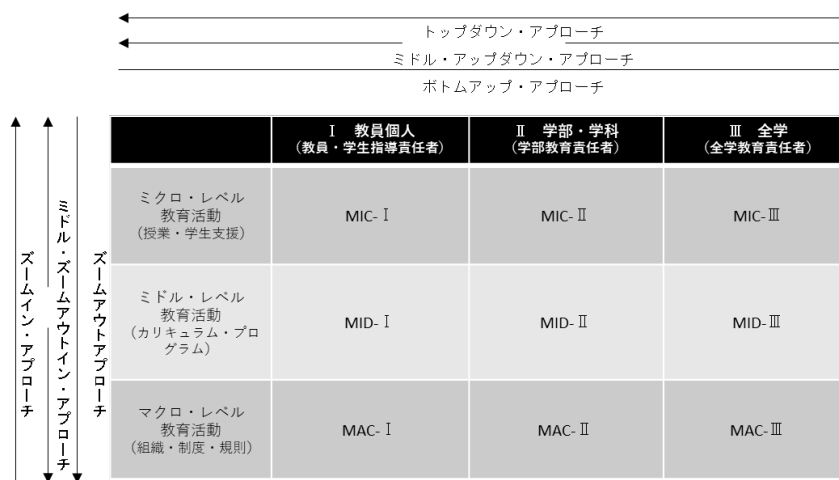 トップダウン・アプローチ
ミドル・アップダウン・アプローチ
ボトムアップ・アプローチ
ズームイン・アプローチ
ミドル・ズームアウトイン・アプローチ
ズームアウトアプローチ
Ⅰ 教員個人
(教員・学生指導責任者)
Ⅱ 学部・学科
(学部教育責任者)
Ⅲ 全学
(全学教育責任者)
ミクロ・レベル
教育活動
(授業・学生支援)
MIC-Ⅰ
MIC-Ⅱ
MIC-Ⅲ
ミドル・レベル
教育活動
(カリキュラム・プロ
グラム)
MID-Ⅰ
MID-Ⅱ
MID-Ⅲ
マクロ・レベル
教育活動
(組織・制度・規則)
MAC-Ⅰ
MAC-Ⅱ
MAC-Ⅲ